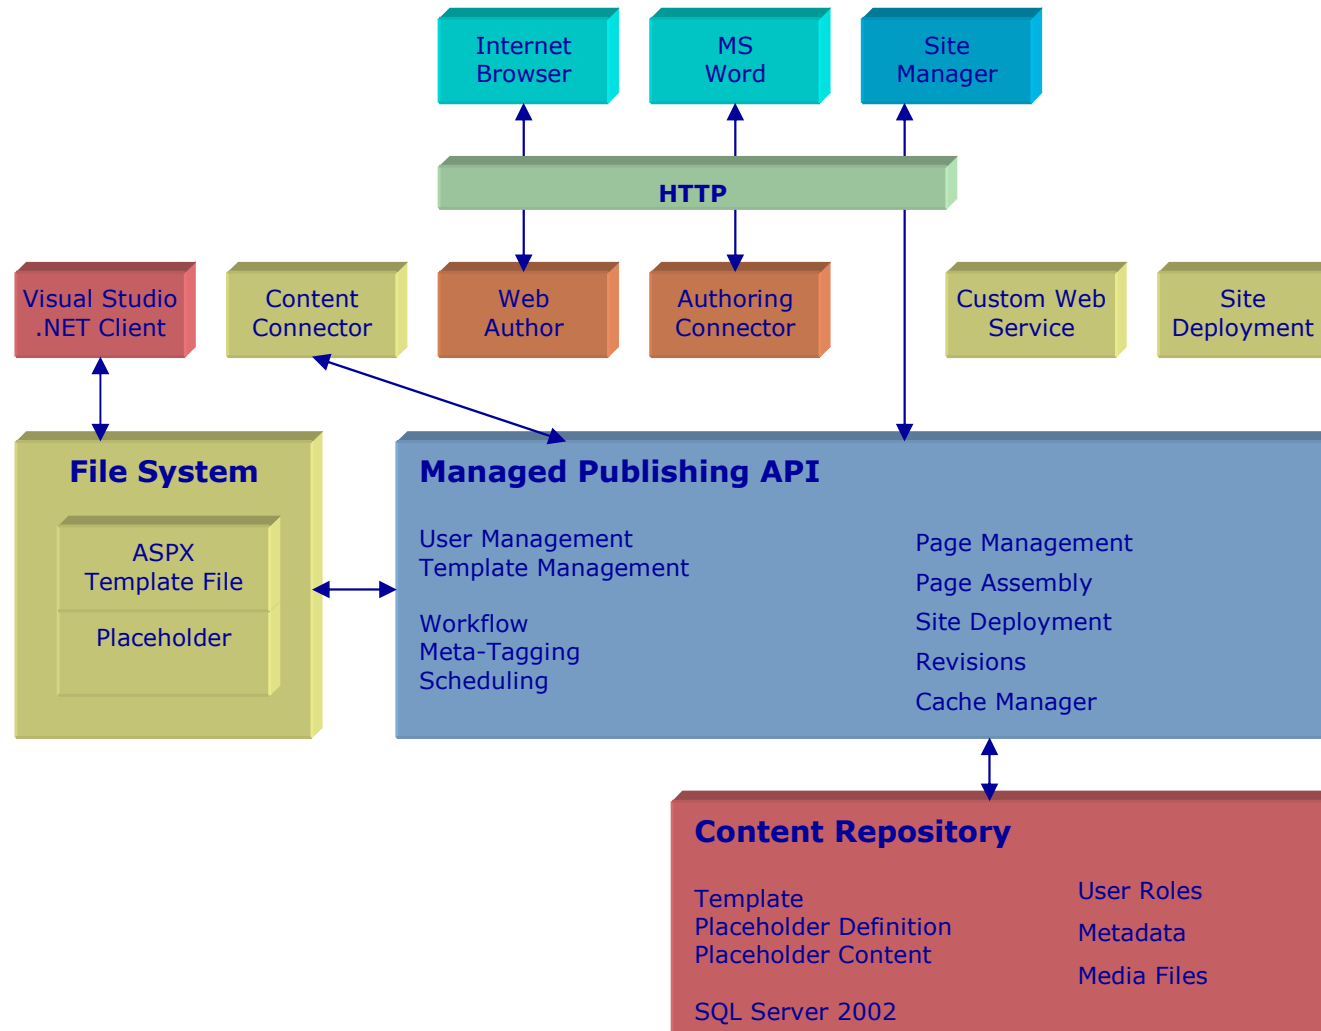 Internet
Browser
MS
Word
Site
Manager
HTTP
Visual Studio
.NET Client
Content
Connector
Web
Author
Authoring
Connector
Custom Web
Service
Site
Deployment
File System
ASPX
Template File
Placeholder
Managed Publishing API
User Management
Template Management
Workflow
Meta-Tagging
Scheduling
Page Management
Page Assembly
Site Deployment
Revisions
Cache Manager
Content Repository
Template
Placeholder Definition
Placeholder Content
SQL Server 2002
User Roles
Metadata
Media Files